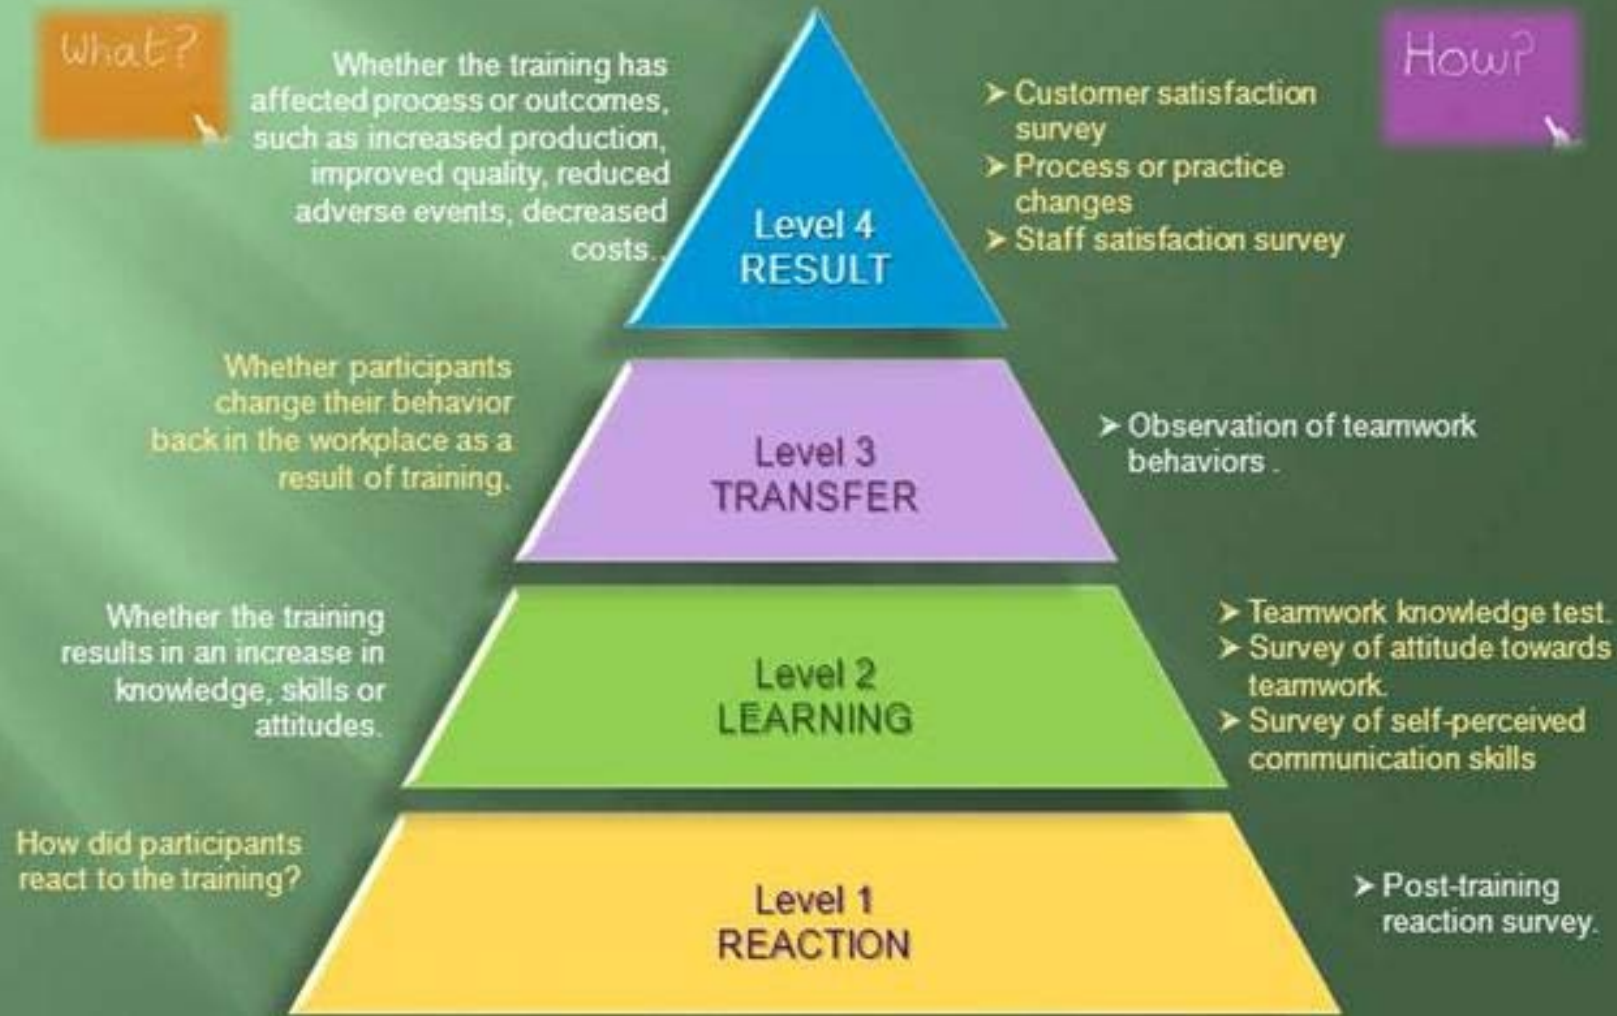 What?
How?
Whether the training has
affected process or outcomes,
such as increased production,
improved quality, reduced
adverse events, decreased
costs..
Level 4
RESULT
➢ Customer satisfaction
survey
➢ Process or practice
changes
➢ Staff satisfaction survey
Whether participants
change their behavior
back in the workplace as a
result of training.
Level 3
TRANSFER
➢ Observation of teamwork
behaviors .
Whether the training
results in an increase in
knowledge, skills or
attitudes.
Level 2
LEARNING
➢ Teamwork knowledge test.
➢ Survey of attitude towards
teamwork.
➢ Survey of self-perceived
communication skills
How did participants
react to the training?
Level 1
REACTION
➢ Post-training
reaction survey.